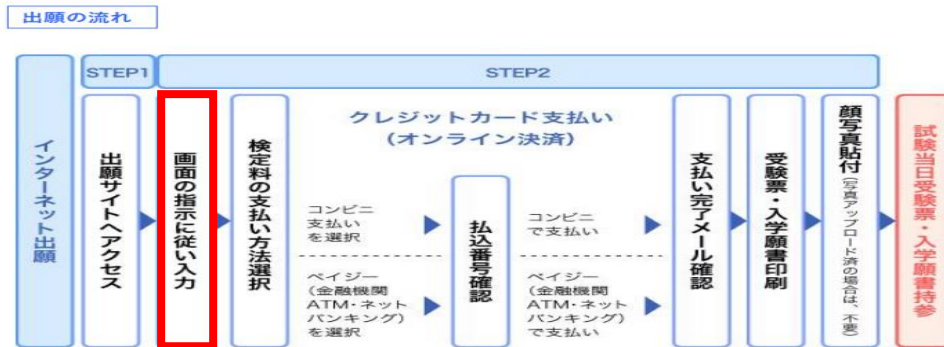 出願の流れ
STEP1
STEP2
インターネット出願
出願サイトへアクセス
画面の指示に従い入力
検定料の支払い方法選択
クレジットカード支払い
(オンライン決済)
コンビニ
支払い
を選択
ペイジー
(金融機関
ATM・ネット
バンキング)
を選択
払込番号確認
コンビニ
で支払い
ペイジー
(金融機関
ATM・ネット
バンキング)
で支払い
支払い完了メール確認
受験票・入学願書印刷
顔写真貼付(写真アップロード済の場合は、不要)
試験当日受験票・入学願書持参